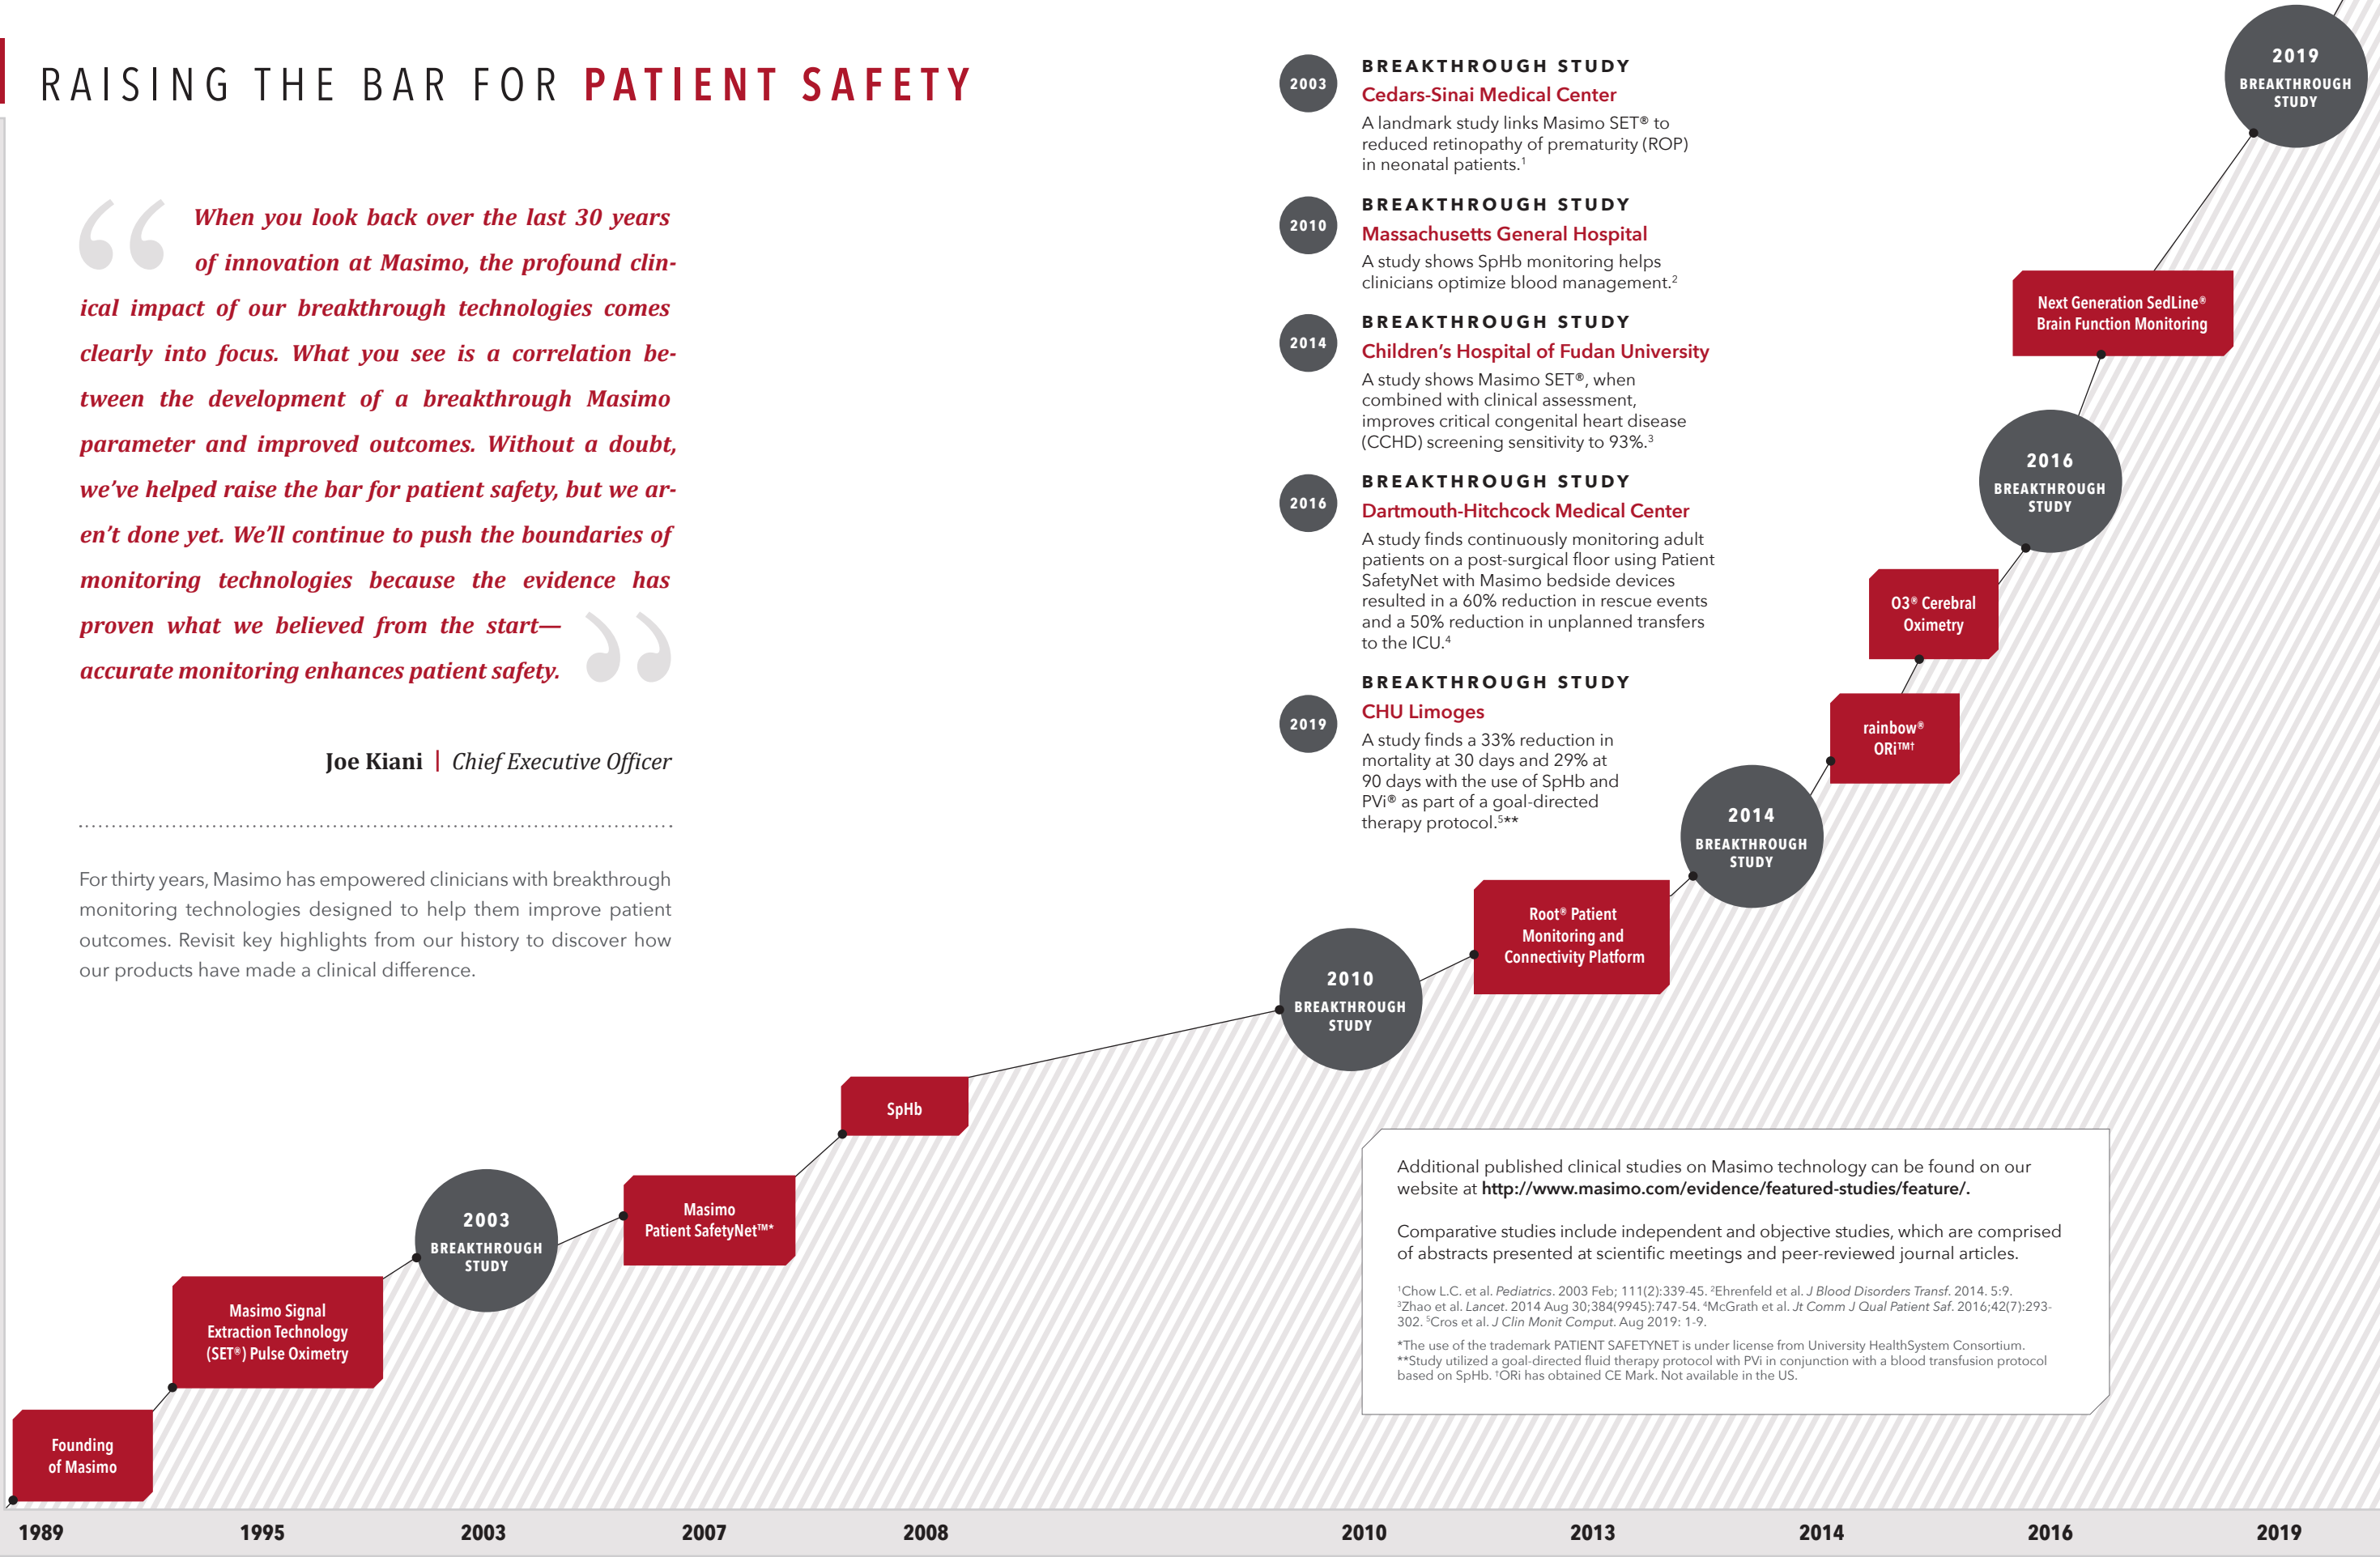 RAISING THE BAR FOR PATIENT SAFETY
When you look back over the last 30 years
of innovation at Masimo, the profound clin-
ical impact of our breakthrough technologies comes
clearly into focus. What you see is a correlation be-
tween the development of a breakthrough Masimo
parameter and improved outcomes. Without a doubt,
we’ve helped raise the bar for patient safety, but we ar-
en’t done yet. We’ll continue to push the boundaries of
monitoring technologies because the evidence has
proven what we believed from the start—
accurate monitoring enhances patient safety.
Joe Kiani | Chief Executive Officer
For thirty years, Masimo has empowered clinicians with breakthrough
monitoring technologies designed to help them improve patient
outcomes. Revisit key highlights from our history to discover how
our products have made a clinical difference.
2003
BREAKTHROUGH STUDY
Cedars-Sinai Medical Center
A landmark study links Masimo SET® to
reduced retinopathy of prematurity (ROP)
in neonatal patients.¹
2010
BREAKTHROUGH STUDY
Massachusetts General Hospital
A study shows SpHb monitoring helps
clinicians optimize blood management.²
2014
BREAKTHROUGH STUDY
Children’s Hospital of Fudan University
A study shows Masimo SET®, when
combined with clinical assessment,
improves critical congenital heart disease
(CCHD) screening sensitivity to 93%.³
2016
BREAKTHROUGH STUDY
Dartmouth-Hitchcock Medical Center
A study finds continuously monitoring adult
patients on a post-surgical floor using Patient
SafetyNet with Masimo bedside devices
resulted in a 60% reduction in rescue events
and a 50% reduction in unplanned transfers
to the ICU.⁴
2019
BREAKTHROUGH STUDY
CHU Limoges
A study finds a 33% reduction in
mortality at 30 days and 29% at
90 days with the use of SpHb and
PVi® as part of a goal-directed
therapy protocol.⁵**
Founding
of Masimo
Masimo Signal
Extraction Technology
(SET®) Pulse Oximetry
2003
BREAKTHROUGH
STUDY
Masimo
Patient SafetyNet™*
SpHb
2010
BREAKTHROUGH
STUDY
Root® Patient
Monitoring and
Connectivity Platform
2014
BREAKTHROUGH
STUDY
rainbow®
ORi™†
O3® Cerebral
Oximetry
2016
BREAKTHROUGH
STUDY
Next Generation SedLine®
Brain Function Monitoring
2019
BREAKTHROUGH
STUDY
Additional published clinical studies on Masimo technology can be found on our
website at http://www.masimo.com/evidence/featured-studies/feature/.
Comparative studies include independent and objective studies, which are comprised
of abstracts presented at scientific meetings and peer-reviewed journal articles.
¹Chow L.C. et al. Pediatrics. 2003 Feb; 111(2):339-45. ²Ehrenfeld et al. J Blood Disorders Transf. 2014. 5:9.
³Zhao et al. Lancet. 2014 Aug 30;384(9945):747-54. ⁴McGrath et al. Jt Comm J Qual Patient Saf. 2016;42(7):293-
302. ⁵Cros et al. J Clin Monit Comput. Aug 2019: 1-9.
*The use of the trademark PATIENT SAFETYNET is under license from University HealthSystem Consortium.
**Study utilized a goal-directed fluid therapy protocol with PVi in conjunction with a blood transfusion protocol
based on SpHb. †ORi has obtained CE Mark. Not available in the US.
1989 1995 2003 2007 2008 2010 2013 2014 2016 2019